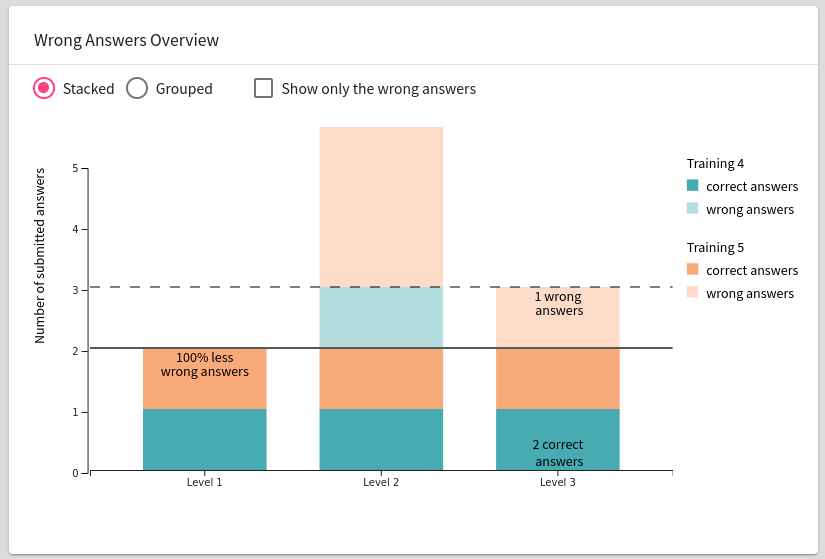 Wrong Answers Overview
Stacked Grouped Show only the wrong answers
Number of submitted answers
5
4
3
2
1
0
1 wrong
answers
100% less
wrong answers
2 correct
answers
Level 1 Level 2 Level 3
Training 4
correct answers
wrong answers
Training 5
correct answers
wrong answers